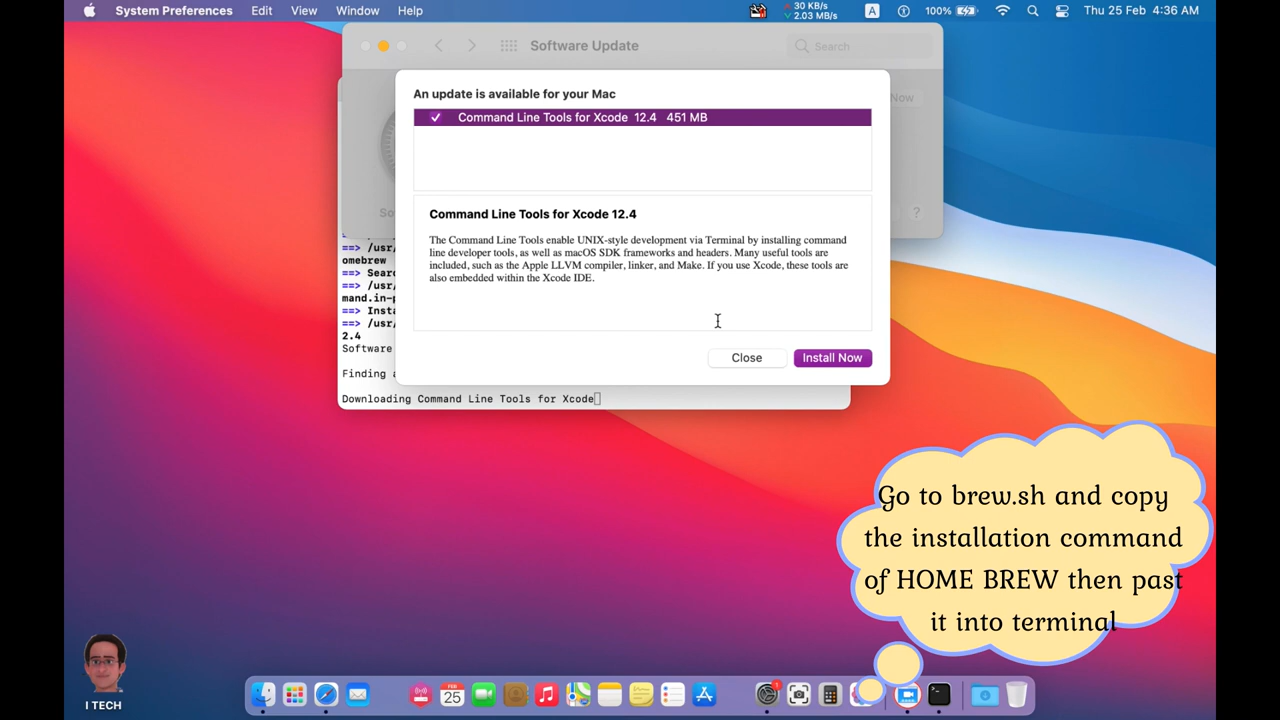 System Preferences Edit View Window Help 30 KB/s 2.03 MB/s A 100% Thu 25 Feb 4:36 AM
Software Update Search
Now
An update is available for your Mac
Command Line Tools for Xcode 12.4 451 MB
Command Line Tools for Xcode 12.4
The Command Line Tools enable UNIX-style development via Terminal by installing command
line developer tools, as well as macOS SDK frameworks and headers. Many useful tools are
included, such as the Apple LLVM compiler, linker, and Make. If you use Xcode, these tools are
also embedded within the Xcode IDE.
Close Install Now
So
?
==> /usr/
omebrew
==> Sear
==> /usr/
mand.in-p
==> Insta
==> /usr/
2.4
Software
Finding a
Downloading Command Line Tools for Xcode
Go to brew.sh and copy
the installation command
of HOME BREW then past
it into terminal
I TECH
FEB
25
1